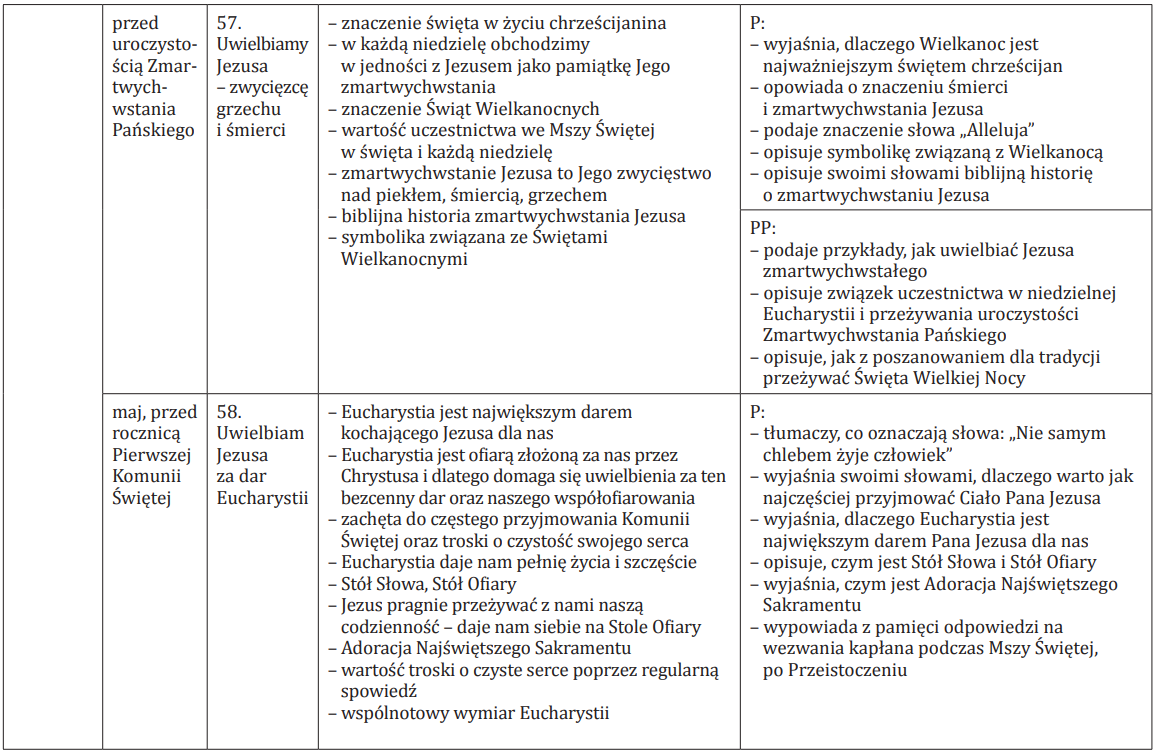 przed
uroczysto-
ścią Zmar-
twych-
wstania
Pańskiego
57.
Uwielbiamy
Jezusa
– zwycięzcę
grzechu
i śmierci
– znaczenie święta w życiu chrześcijanina
– w każdą niedzielę obchodzimy
w jedności z Jezusem jako pamiątkę Jego
zmartwychwstania
– znaczenie Świąt Wielkanocnych
– wartość uczestnictwa we Mszy Świętej
w święta i każdą niedzielę
– zmartwychwstanie Jezusa to Jego zwycięstwo
nad piekłem, śmiercią, grzechem
– biblijna historia zmartwychwstania Jezusa
– symbolika związana ze Świętami
Wielkanocnymi
P:
– wyjaśnia, dlaczego Wielkanoc jest
najważniejszym świętem chrześcijan
– opowiada o znaczeniu śmierci
i zmartwychwstania Jezusa
– podaje znaczenie słowa „Alleluja”
– opisuje symbolikę związaną z Wielkanocą
– opisuje swoimi słowami biblijną historię
o zmartwychwstaniu Jezusa
PP:
– podaje przykłady, jak uwielbiać Jezusa
zmartwychwstałego
– opisuje związek uczestnictwa w niedzielnej
Eucharystii i przeżywania uroczystości
Zmartwychwstania Pańskiego
– opisuje, jak z poszanowaniem dla tradycji
przeżywać Święta Wielkiej Nocy
maj, przed
rocznicą
Pierwszej
Komunii
Świętej
58.
Uwielbiam
Jezusa
za dar
Eucharystii
– Eucharystia jest największym darem
kochającego Jezusa dla nas
– Eucharystia jest ofiarą złożoną za nas przez
Chrystusa i dlatego domaga się uwielbienia za ten
bezcenny dar oraz naszego współofiarowania
– zachęta do częstego przyjmowania Komunii
Świętej oraz troski o czystość swojego serca
– Eucharystia daje nam pełnię życia i szczęście
– Stół Słowa, Stół Ofiary
– Jezus pragnie przeżywać z nami naszą
codzienność – daje nam siebie na Stole Ofiary
– Adoracja Najświętszego Sakramentu
– wartość troski o czyste serce poprzez regularną
spowiedź
– wspólnotowy wymiar Eucharystii
P:
– tłumaczy, co oznaczają słowa: „Nie samym
chlebem żyje człowiek”
– wyjaśnia swoimi słowami, dlaczego warto jak
najczęściej przyjmować Ciało Pana Jezusa
– wyjaśnia, dlaczego Eucharystia jest
największym darem Pana Jezusa dla nas
– opisuje, czym jest Stół Słowa i Stół Ofiary
– wyjaśnia, czym jest Adoracja Najświętszego
Sakramentu
– wypowiada z pamięci odpowiedzi na
wezwania kapłana podczas Mszy Świętej,
po Przeistoczeniu